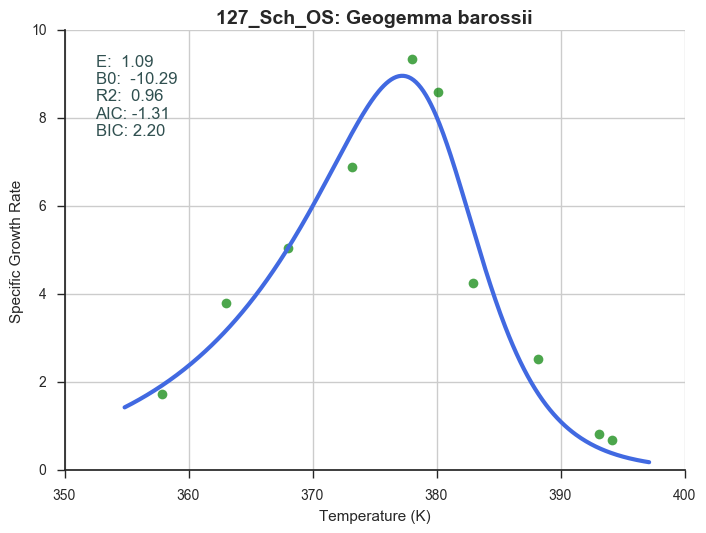 127_Sch_OS: Geogemma barossii
E: 1.09
B0: -10.29
R2: 0.96
AIC: -1.31
BIC: 2.20
Specific Growth Rate
10
8
6
4
2
0
350 360 370 380 390 400
Temperature (K)